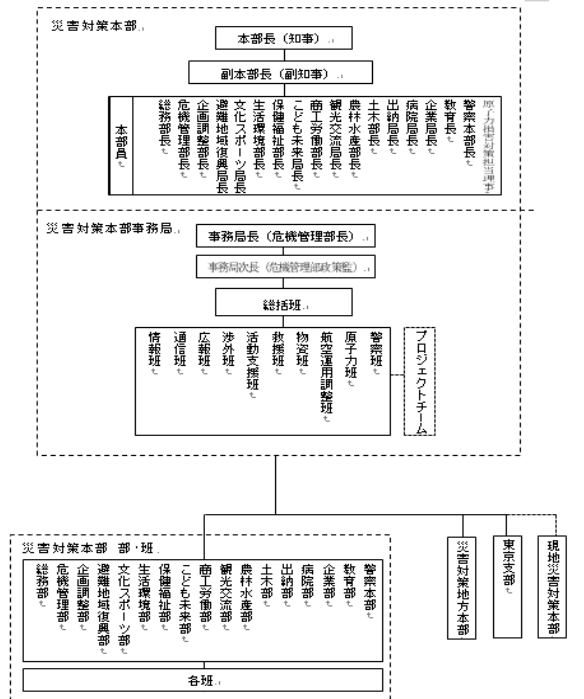 災害対策本部
本部長（知事）
副本部長（副知事）
本部員
総務部長
危機管理部長
企画調整部長
避難地域復興局長
文化スポーツ局長
生活環境部長
保健福祉部長
こども未来局長
商工労働部長
観光交流局長
農林水産部長
土木部長
出納局長
病院局長
企業局長
教育長
警察本部長
原子力損害対策担当理事
災害対策本部事務局
事務局長（危機管理部長）
事務局次長（危機管理部政策監）
総括班
情報班
通信班
広報班
渉外班
活動支援班
救援班
物資班
航空運用調整班
原子力班
警察班
プロジェクトチーム
災害対策本部 部・班
総務部
危機管理部
企画調整部
避難地域復興部
文化スポーツ部
生活環境部
保健福祉部
こども未来部
商工労働部
観光交流部
農林水産部
土木部
出納部
病院部
企業部
教育部
警察本部
各班
災害対策地方本部
東京支部
現地災害対策本部